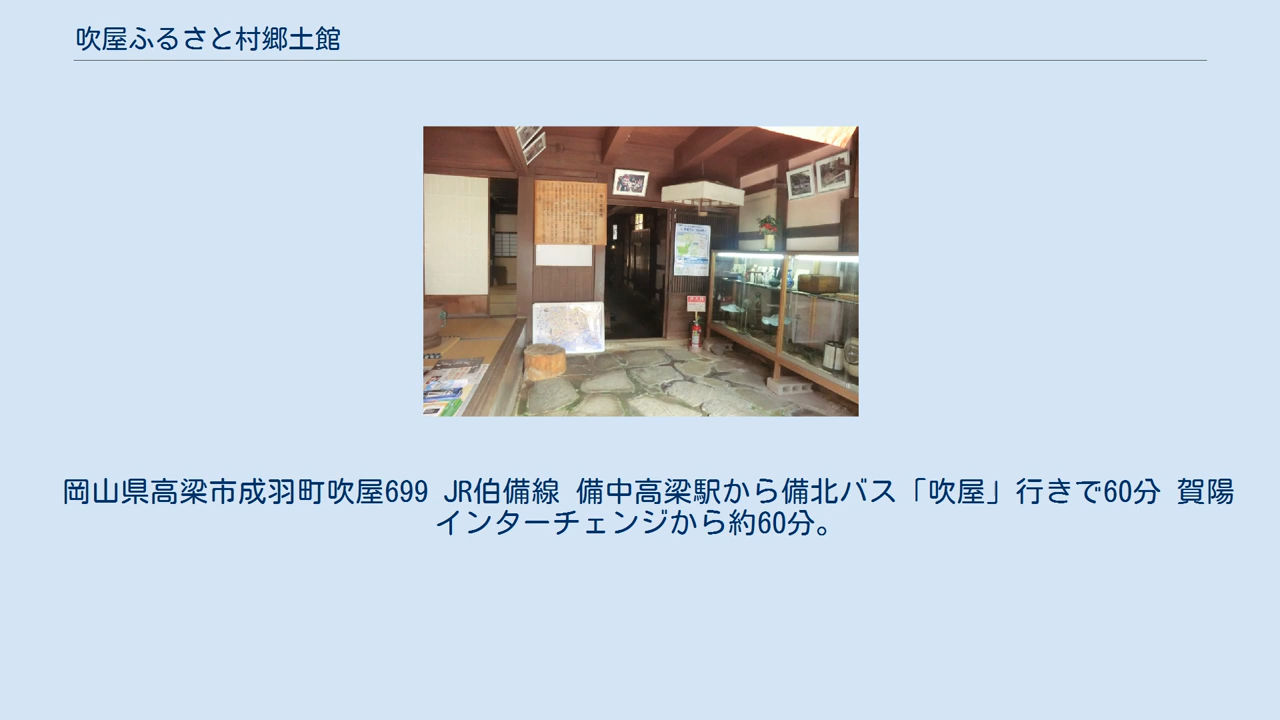 吹屋ふるさと村郷土館
岡山県高梁市成羽町吹屋699 JR伯備線 備中高梁駅から備北バス「吹屋」行きで60分 賀陽
インターチェンジから約60分。